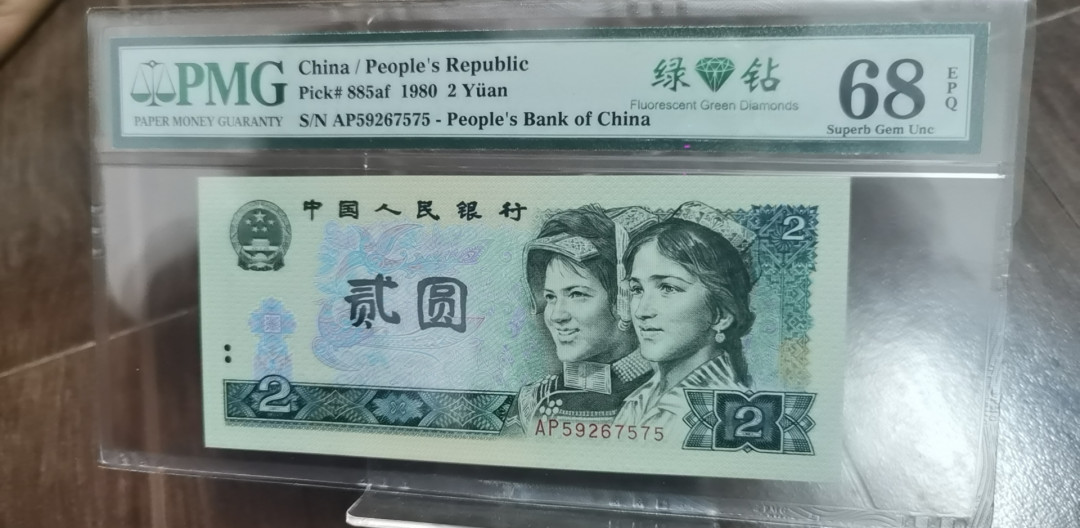 PMG
PAPER MONEY GUARANTY
China / People's Republic
Pick# 885af 1980 2 Yüan
S/N AP59267575 - People's Bank of China
绿 钻
Fluorescent Green Diamonds
68
EPQ
Superb Gem Unc
中国人民银行
2
贰圆
2
AP59267575
2